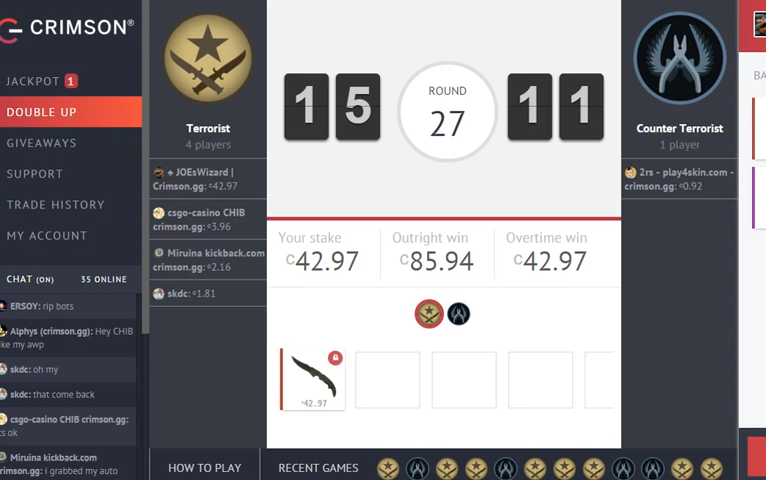 CRIMSON®
JACKPOT 1
DOUBLE UP
GIVEAWAYS
SUPPORT
TRADE HISTORY
MY ACCOUNT
CHAT (ON) 35 ONLINE
ERSOY: rip bots
Alphys (crimson.gg): Hey CHIB
ke my awp
skdc: oh my
skdc: that come back
csgo-casino CHIB crimson.gg:
ts ok
Miruina kickback.com
crimson.gg: i grabbed my auto
Terrorist
4 players
♠ JOEsWizard |
Crimson.gg: ᶜ42.97
csgo-casino CHIB
crimson.gg: ᶜ3.96
Miruina kickback.com
crimson.gg: ᶜ2.16
skdc: ᶜ1.81
15
ROUND
27
11
Your stake
C42.97
Outright win
C85.94
Overtime win
C42.97
ᶜ42.97
Counter Terrorist
1 player
2rs - play4skin.com -
crimson.gg: ᶜ0.92
BA
HOW TO PLAY
RECENT GAMES